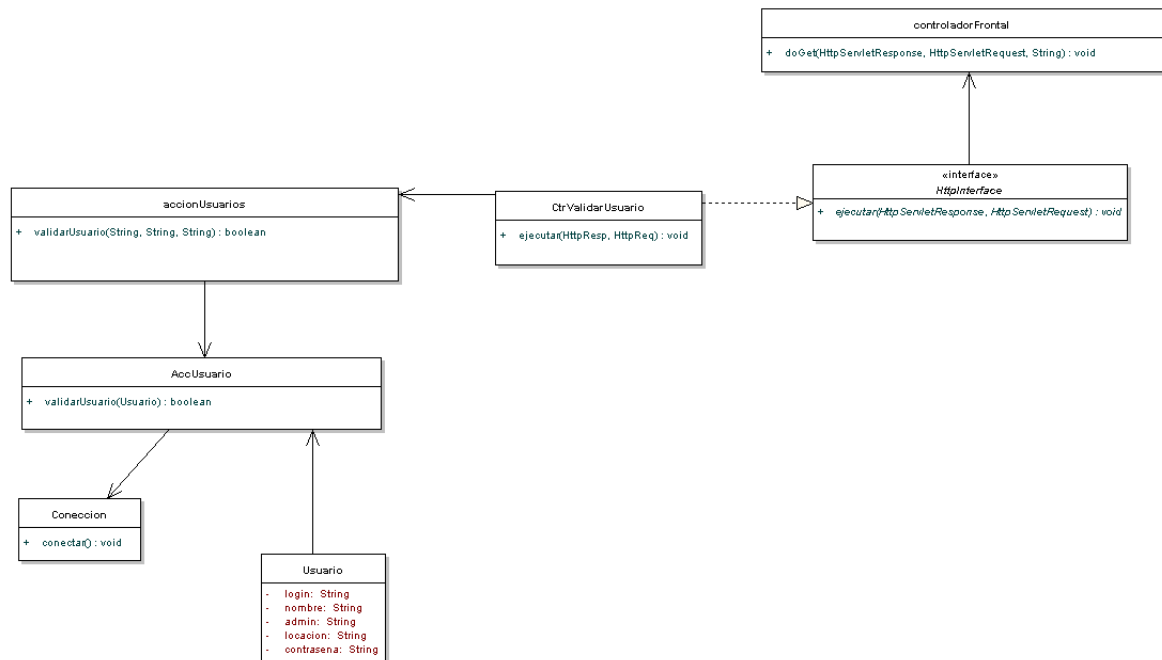 controladorFrontal
+ doGet(HttpServletResponse, HttpServletRequest, String) : void
«interface»
HttpInterface
+ ejecutar(HttpServletResponse, HttpServletRequest) : void
accionUsuarios
+ validarUsuario(String, String, String) : boolean
CtrValidarUsuario
+ ejecutar(HttpResp, HttpReq) : void
AccUsuario
+ validarUsuario(Usuario) : boolean
Coneccion
+ conectar() : void
Usuario
- login: String
- nombre: String
- admin: String
- locacion: String
- contrasena: String